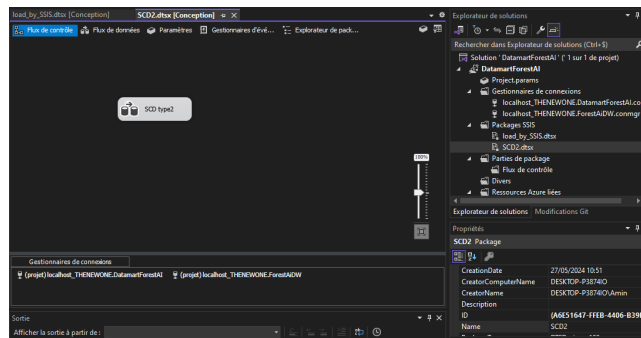 load_by_SSIS.dtsx [Conception]
SCD2.dtsx [Conception]
Flux de contrôle
Flux de données
Paramètres
Gestionnaires d'évé...
Explorateur de pack...
SCD type2
100%
Gestionnaires de connexions
(projet) localhost_THENEWONE.DatamartForestAI
(projet) localhost_THENEWONE.ForestAiDW
Sortie
Afficher la sortie à partir de :
Explorateur de solutions
Rechercher dans Explorateur de solutions (Ctrl+$)
Solution 'DatamartForestAI' (' 1 sur 1 de projet)
DatamartForestAI
Project.params
Gestionnaires de connexions
localhost_THENEWONE.DatamartForestAI.co
localhost_THENEWONE.ForestAiDW.conmgr
Packages SSIS
load_by_SSIS.dtsx
SCD2.dtsx
Parties de package
Flux de contrôle
Divers
Ressources Azure liées
Explorateur de solutions
Modifications Git
Propriétés
SCD2 Package
CreationDate 27/05/2024 10:51
CreatorComputerName DESKTOP-P3874IO
CreatorName DESKTOP-P3874IO\Amin
Description
ID {A6E51647-FFEB-4406-B39
Name SCD2